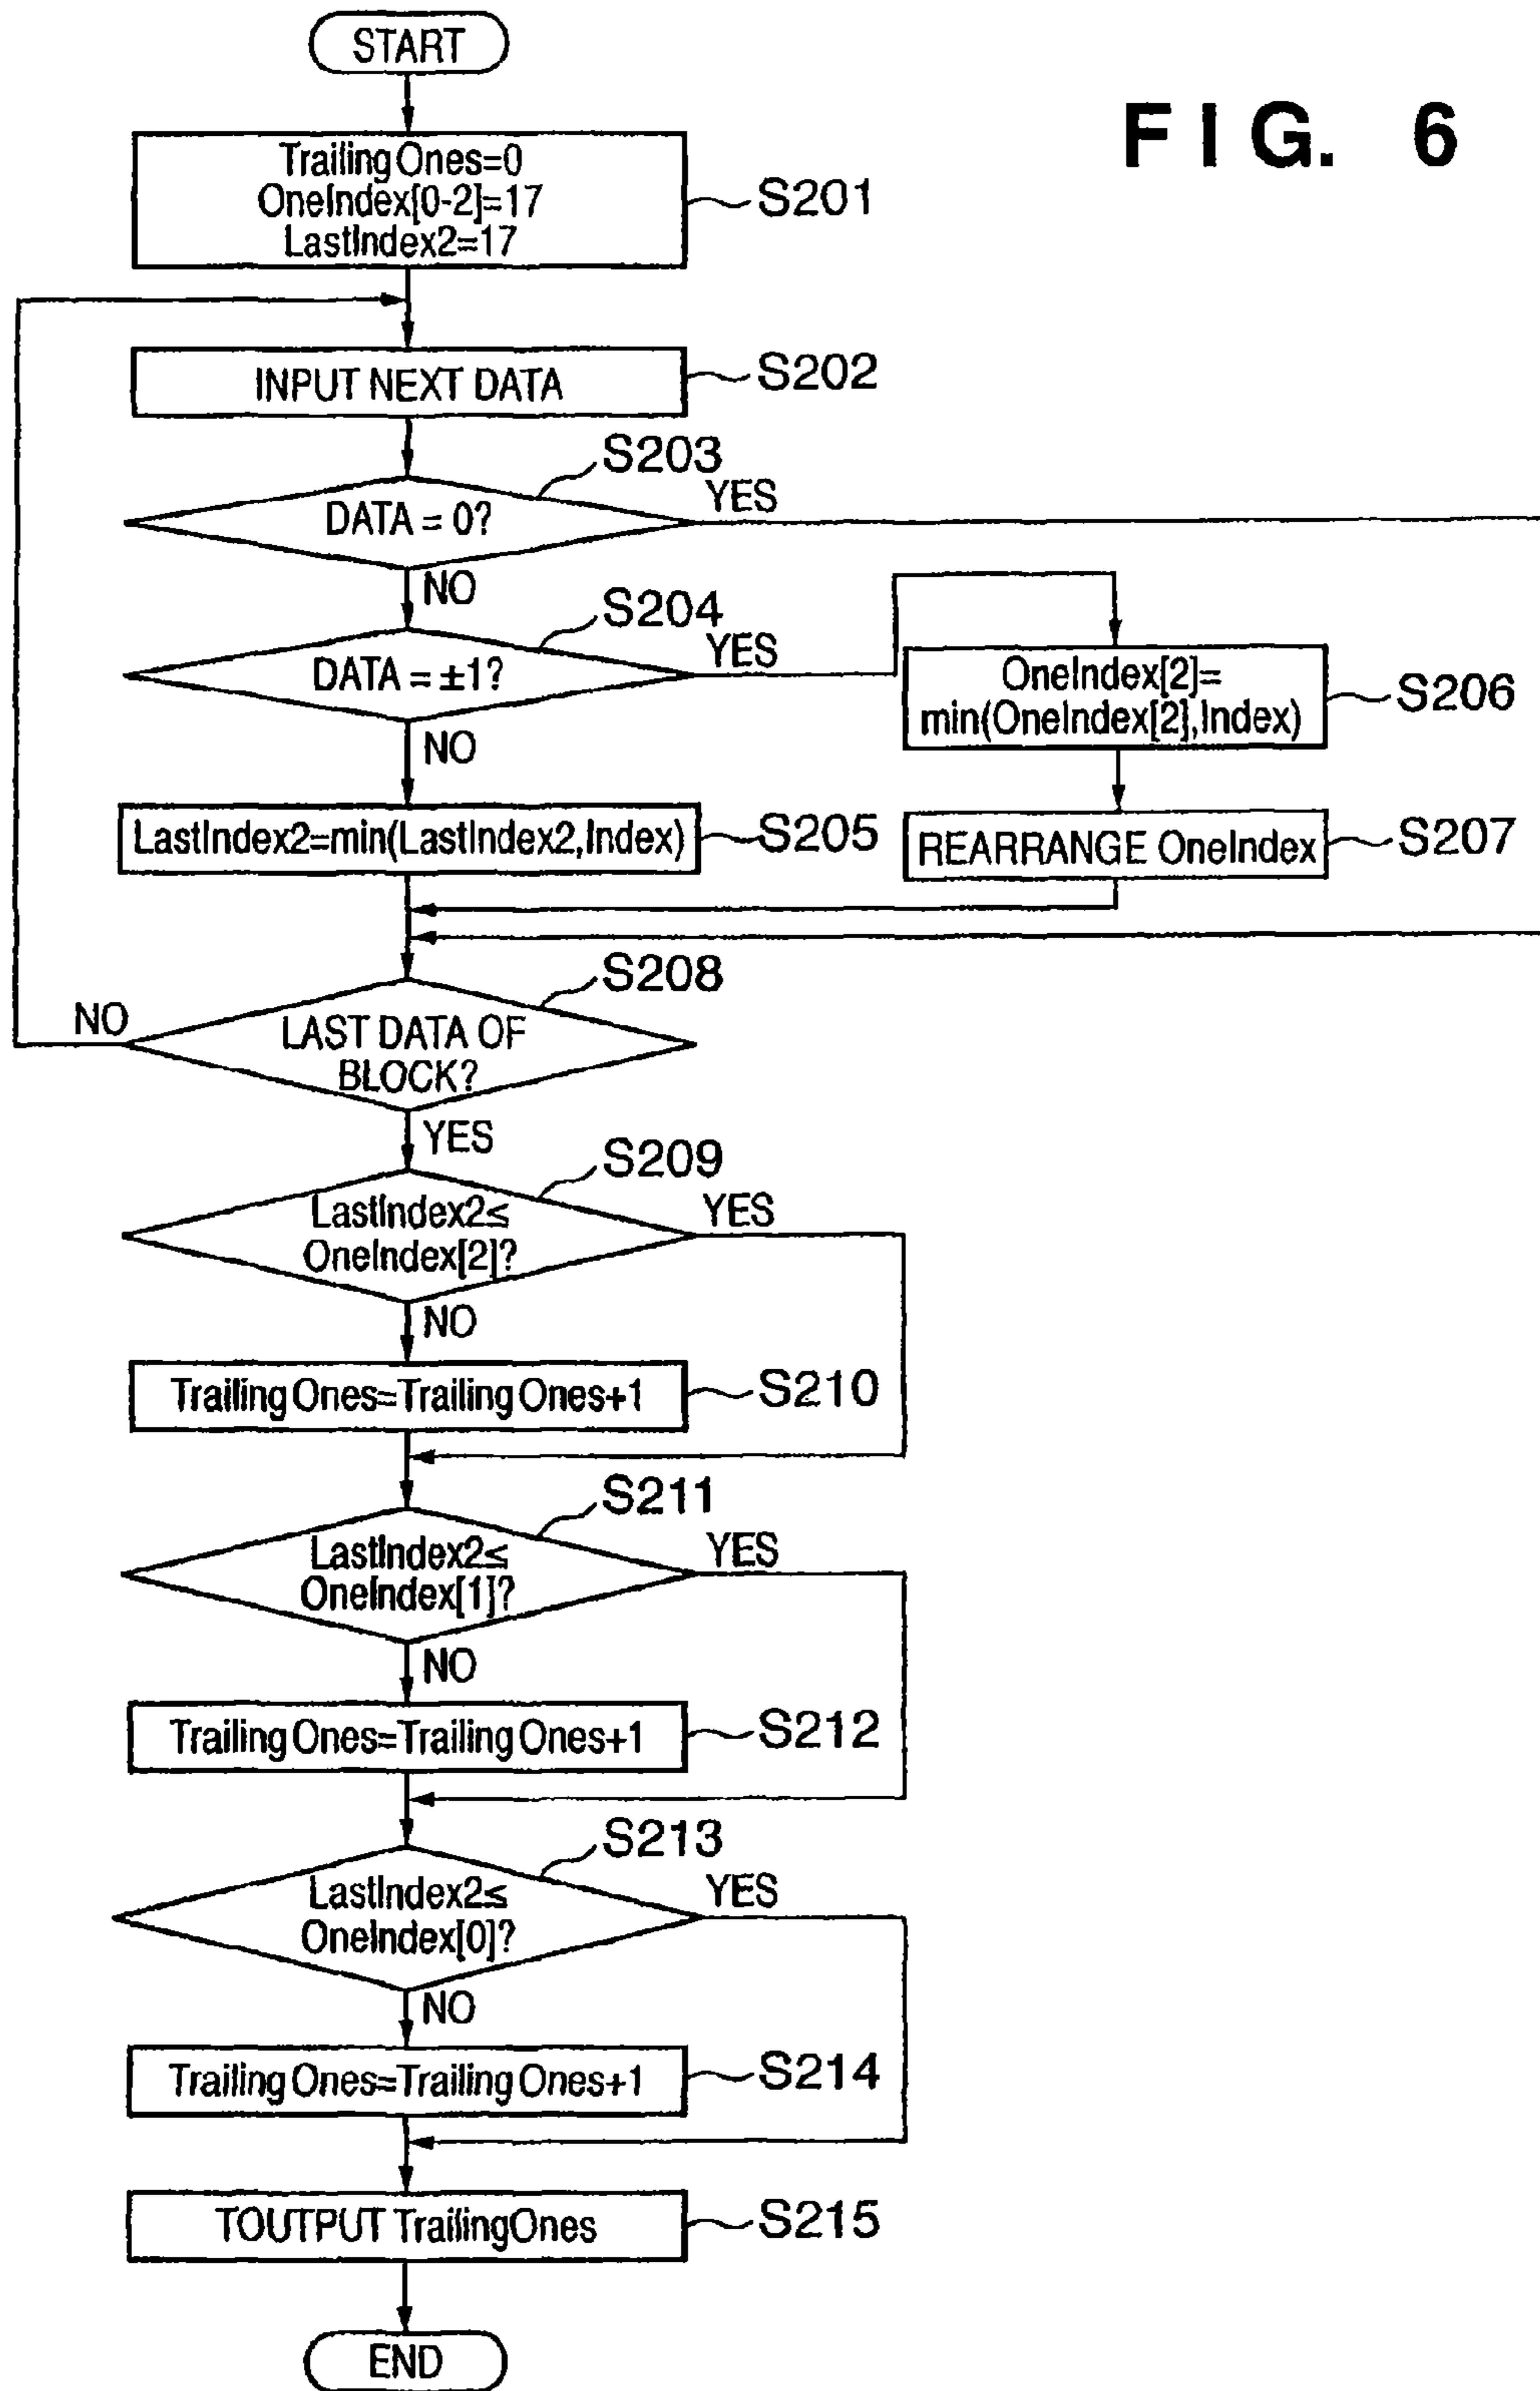 START
FIG. 6
TrailingOnes=0
OneIndex[0-2]=17
LastIndex2=17
S201
INPUT NEXT DATA
S202
S203
DATA = 0?
YES
NO
S204
DATA = ±1?
YES
NO
OneIndex[2]=
min(OneIndex[2],Index)
S206
LastIndex2=min(LastIndex2,Index)
S205
REARRANGE OneIndex
S207
S208
LAST DATA OF
BLOCK?
NO
YES
S209
LastIndex2≤
OneIndex[2]?
YES
NO
TrailingOnes=TrailingOnes+1
S210
S211
LastIndex2≤
OneIndex[1]?
YES
NO
TrailingOnes=TrailingOnes+1
S212
S213
LastIndex2≤
OneIndex[0]?
YES
NO
TrailingOnes=TrailingOnes+1
S214
TOUTPUT TrailingOnes
S215
END